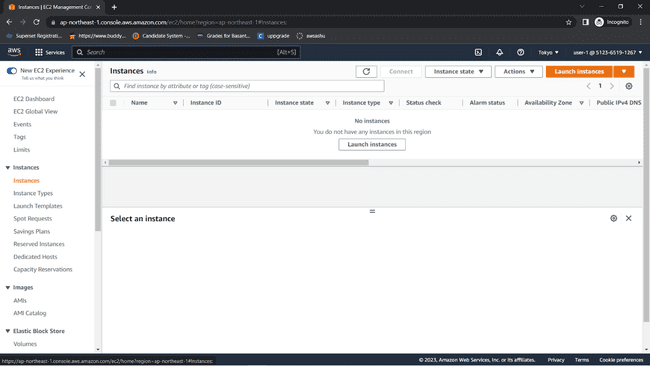 Instances | EC2 Management Co
ap-northeast-1.console.aws.amazon.com/ec2/home?region=ap-northeast-1#Instances:
Incognito
Superset Registrati...
https://www.buddy...
Candidate System -...
Grades for Basant...
uppgrade
awsasku
aws
Services
Search
[Alt+S]
Tokyo
user-1 @ 5123-6519-1267
New EC2 Experience
Tell us what you think
EC2 Dashboard
EC2 Global View
Events
Tags
Limits
Instances
Instances
Instance Types
Launch Templates
Spot Requests
Savings Plans
Reserved Instances
Dedicated Hosts
Capacity Reservations
Images
AMIs
AMI Catalog
Elastic Block Store
Volumes
Instances Info
Connect
Instance state
Actions
Launch instances
Find instance by attribute or tag (case-sensitive)
1
Name
Instance ID
Instance state
Instance type
Status check
Alarm status
Availability Zone
Public IPv4 DNS
No instances
You do not have any instances in this region
Launch instances
Select an instance
https://ap-northeast-1.console.aws.amazon.com/ec2/home?region=ap-northeast-1#Instances:
© 2023, Amazon Web Services, Inc. or its affiliates.
Privacy
Terms
Cookie preferences